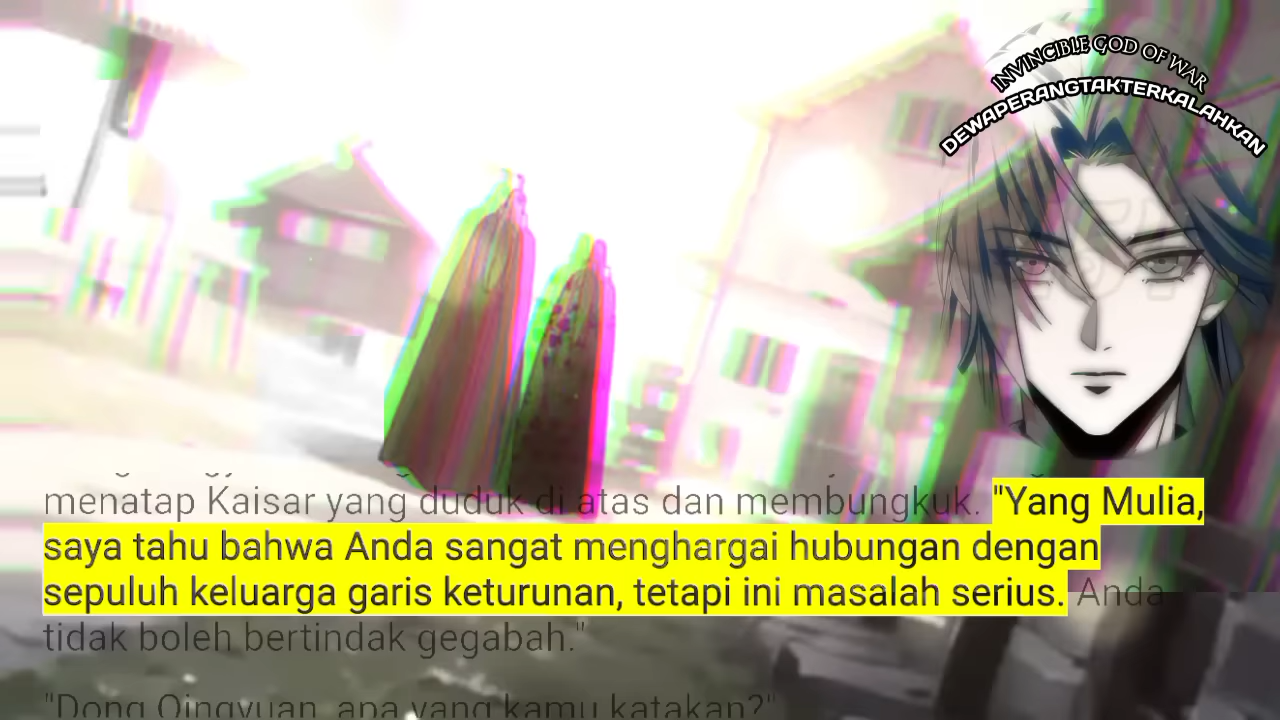 INVINCIBLE GOD OF WAR
DEWAPERANGTAKTERKALAHKAN
menatap Kaisar yang duduk di atas dan membungkuk. "Yang Mulia,
saya tahu bahwa Anda sangat menghargai hubungan dengan
sepuluh keluarga garis keturunan, tetapi ini masalah serius. Anda
tidak boleh bertindak gegabah."
"Dong Qingyuan, apa yang kamu katakan?"